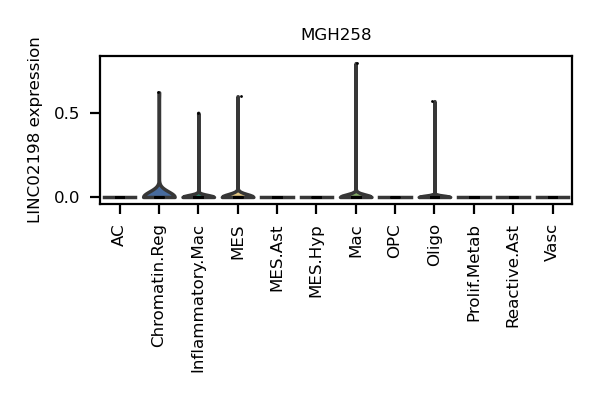 MGH258
LINC02198 expression
0.5
0.0
AC
Chromatin.Reg
Inflammatory.Mac
MES
MES.Ast
MES.Hyp
Mac
OPC
Oligo
Prolif.Metab
Reactive.Ast
Vasc